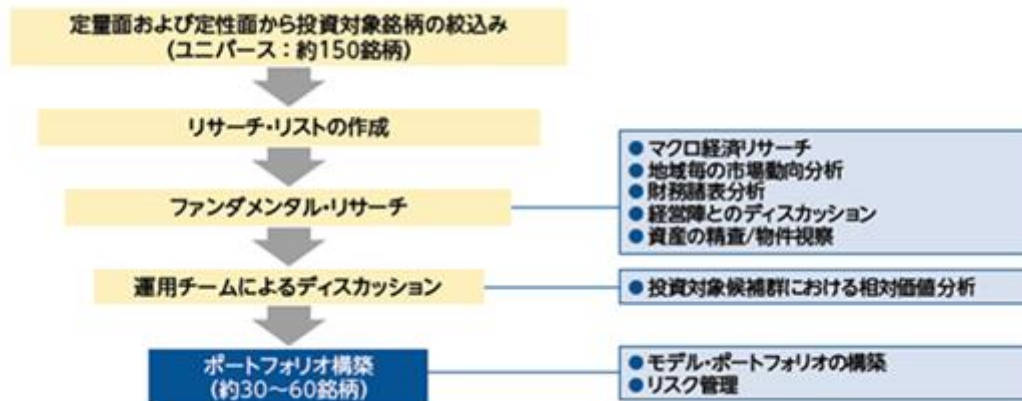 定量面および定性面から投資対象銘柄の絞込み
(ユニバース：約150銘柄)
リサーチ・リストの作成
ファンダメンタル・リサーチ
● マクロ経済リサーチ
● 地域毎の市場動向分析
● 財務諸表分析
● 経営陣とのディスカッション
● 資産の精査/物件視察
運用チームによるディスカッション
● 投資対象候補群における相対価値分析
ポートフォリオ構築
(約30～60銘柄)
● モデル・ポートフォリオの構築
● リスク管理